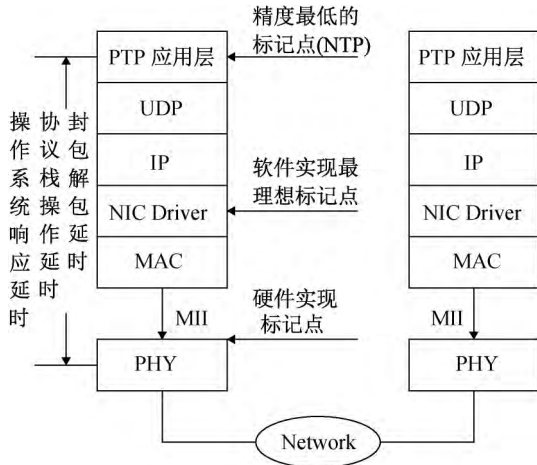 精度最低的
标记点(NTP)
PTP 应用层
UDP
IP
NIC Driver
MAC
MII
PHY
操作系统响应延时
协议栈操作延时
封包解包延时
软件实现最
理想标记点
硬件实现
标记点
PTP 应用层
UDP
IP
NIC Driver
MAC
MII
PHY
Network